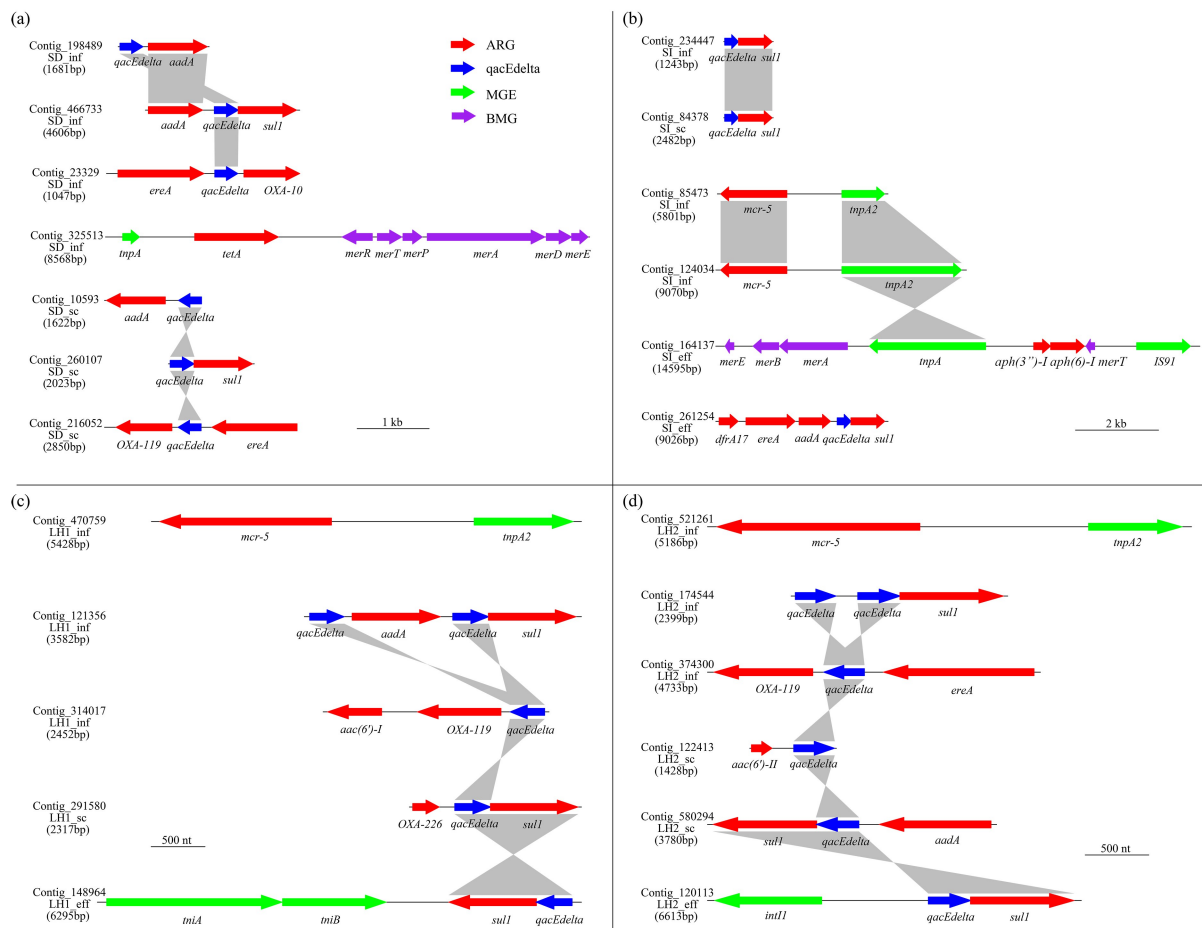 (a)
Contig_198489
SD_inf
(1681bp)
qacEdelta aadA
Contig_466733
SD_inf
(4606bp)
aadA qacEdelta sul1
Contig_23329
SD_inf
(1047bp)
ereA qacEdelta OXA-10
Contig_325513
SD_inf
(8568bp)
tnpA tetA merR merT merP merA merD merE
Contig_10593
SD_sc
(1622bp)
aadA qacEdelta
Contig_260107
SD_sc
(2023bp)
qacEdelta sul1
Contig_216052
SD_sc
(2850bp)
OXA-119 qacEdelta ereA
1 kb
ARG
qacEdelta
MGE
BMG
(b)
Contig_234447
SI_inf
(1243bp)
qacEdelta sul1
Contig_84378
SI_sc
(2482bp)
qacEdelta sul1
Contig_85473
SI_inf
(5801bp)
mcr-5 tnpA2
Contig_124034
SI_inf
(9070bp)
mcr-5 tnpA2
Contig_164137
SI_eff
(14595bp)
merE merB merA tnpA aph(3")-I aph(6)-I merT IS91
Contig_261254
SI_eff
(9026bp)
dfrA17 ereA aadA qacEdelta sul1
2 kb
(c)
Contig_470759
LH1_inf
(5428bp)
mcr-5 tnpA2
Contig_121356
LH1_inf
(3582bp)
qacEdelta aadA qacEdelta sul1
Contig_314017
LH1_inf
(2452bp)
aac(6')-I OXA-119 qacEdelta
Contig_291580
LH1_sc
(2317bp)
OXA-226 qacEdelta sul1
500 nt
Contig_148964
LH1_eff
(6295bp)
tniA tniB sul1 qacEdelta
(d)
Contig_521261
LH2_inf
(5186bp)
mcr-5 tnpA2
Contig_174544
LH2_inf
(2399bp)
qacEdelta qacEdelta sul1
Contig_374300
LH2_inf
(4733bp)
OXA-119 qacEdelta ereA
Contig_122413
LH2_sc
(1428bp)
aac(6')-II qacEdelta
Contig_580294
LH2_sc
(3780bp)
sul1 qacEdelta aadA
500 nt
Contig_120113
LH2_eff
(6613bp)
intI1 qacEdelta sul1